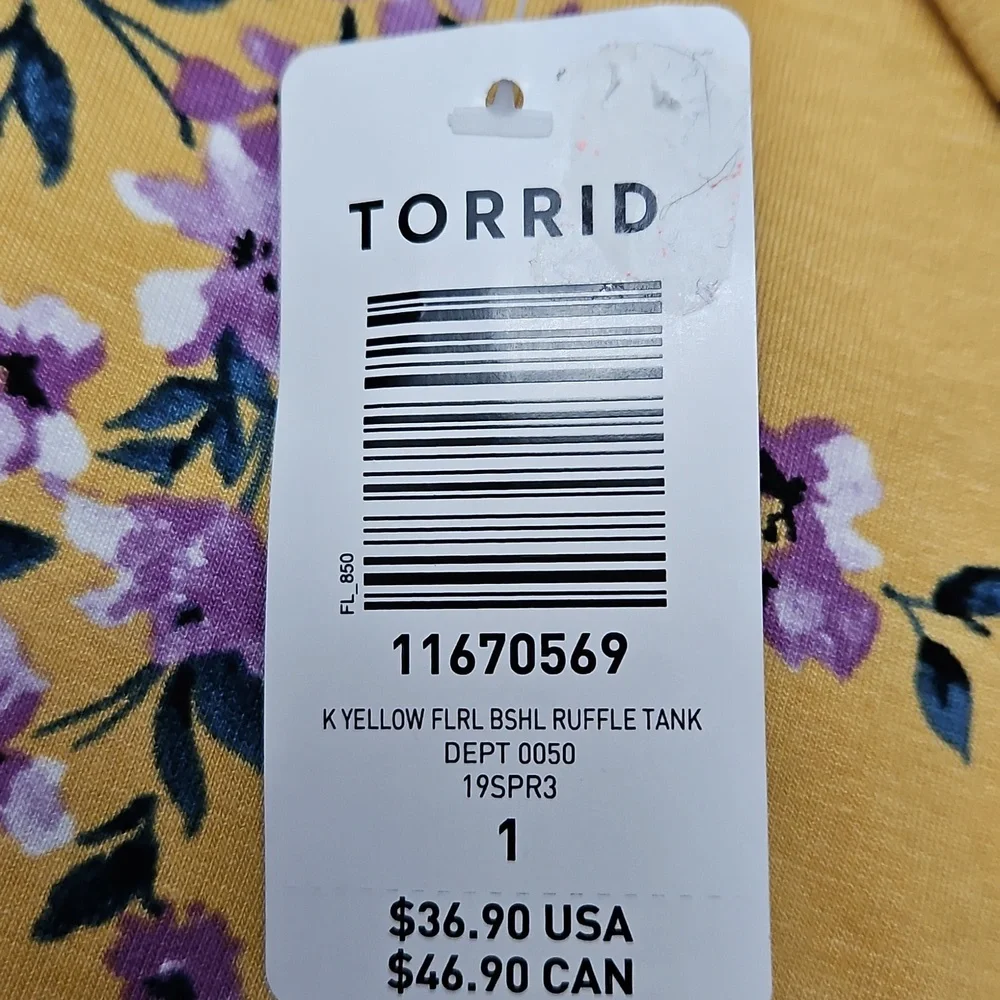 TORRID
FL_850
11670569
K YELLOW FLRL BSHL RUFFLE TANK
DEPT 0050
19SPR3
1
$36.90 USA
$46.90 CAN